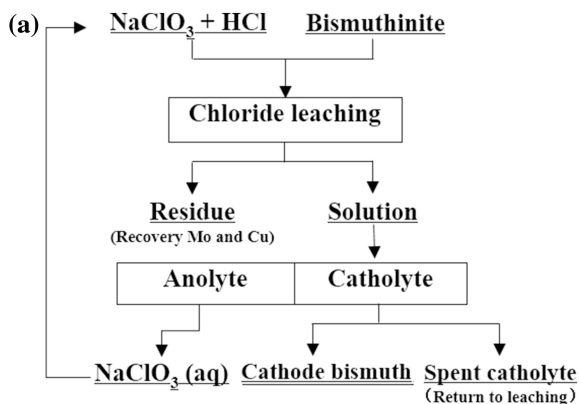 (a) NaClO3 + HCl Bismuthinite
Chloride leaching
Residue Solution
(Recovery Mo and Cu)
Anolyte Catholyte
NaClO3 (aq) Cathode bismuth Spent catholyte
(Return to leaching)